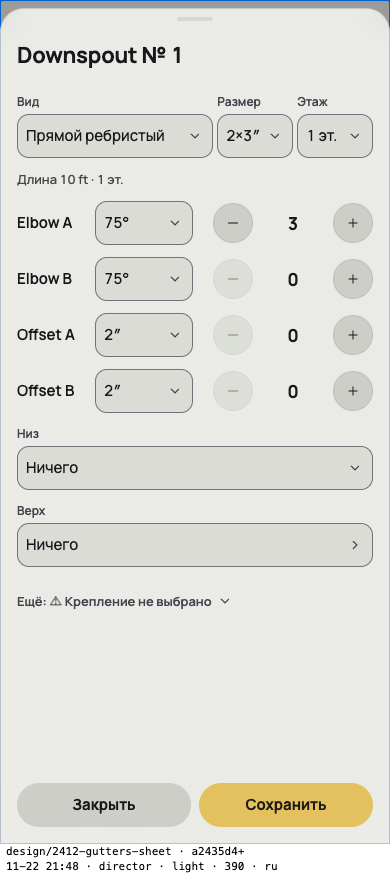 Downspout № 1
Вид Размер Этаж
Прямой ребристый 2×3″ 1 эт.
Длина 10 ft · 1 эт.
Elbow A 75° − 3 +
Elbow B 75° − 0 +
Offset A 2″ − 0 +
Offset B 2″ − 0 +
Низ
Ничего
Верх
Ничего
Ещё: ⚠ Крепление не выбрано
Закрыть Сохранить
design/2412-gutters-sheet · a2435d4+
11-22 21:48 · director · light · 390 · ru